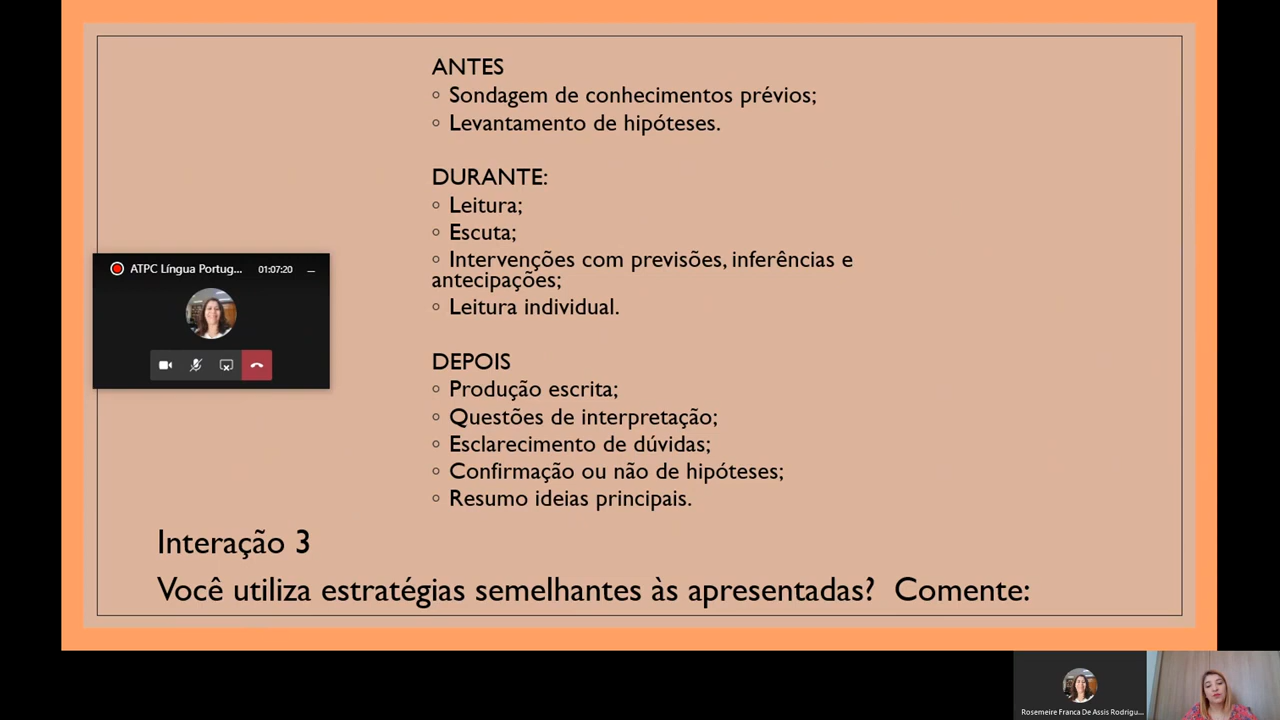 ANTES
◦ Sondagem de conhecimentos prévios;
◦ Levantamento de hipóteses.
DURANTE:
◦ Leitura;
◦ Escuta;
◦ Intervenções com previsões, inferências e
antecipações;
◦ Leitura individual.
DEPOIS
◦ Produção escrita;
◦ Questões de interpretação;
◦ Esclarecimento de dúvidas;
◦ Confirmação ou não de hipóteses;
◦ Resumo ideias principais.
Interação 3
Você utiliza estratégias semelhantes às apresentadas? Comente:
ATPC Língua Portug... 01:07:20
Rosemeire Franca De Assis Rodrigu...